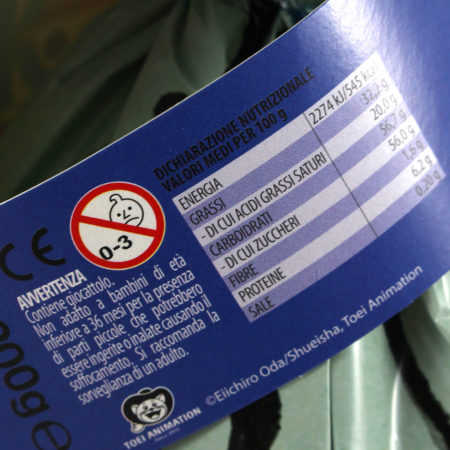 DICHIARAZIONE NUTRIZIONALE
VALORI MEDI PER 100 g
ENERGIA 2274 kJ/545 kcal
GRASSI 32,2 g
- DI CUI ACIDI GRASSI SATURI 20,0 g
CARBOIDRATI 56,7 g
- DI CUI ZUCCHERI 56,0 g
FIBRE 1,6 g
PROTEINE 6,2 g
SALE 0,20 g
0-3
CE
AVVERTENZA
Contiene giocattolo.
Non adatto a bambini di età
inferiore a 36 mesi per la presenza
di parti piccole che potrebbero
essere ingerite o inalate causando il
soffocamento. Si raccomanda la
sorveglianza di un adulto.
©Eiichiro Oda/Shueisha, Toei Animation
TOEI ANIMATION